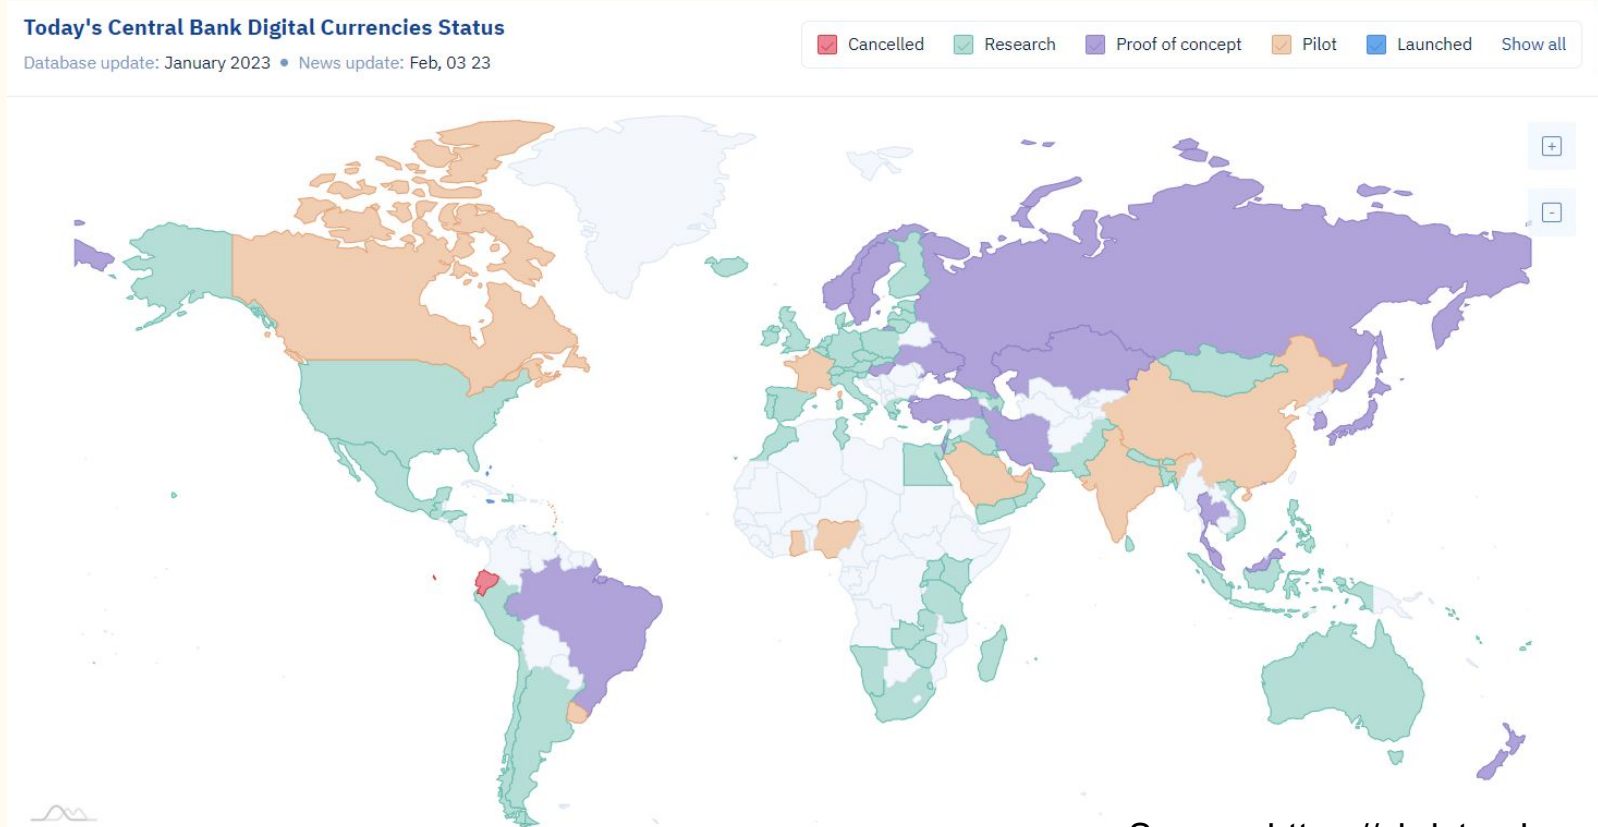 Today's Central Bank Digital Currencies Status
Database update: January 2023 • News update: Feb, 03 23
Cancelled Research Proof of concept Pilot Launched Show all
+
-